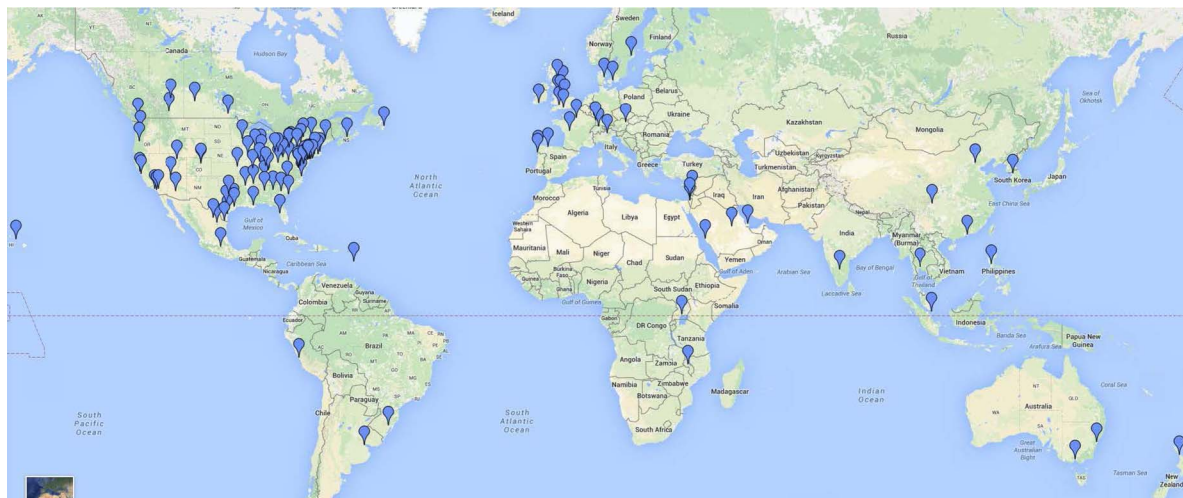 Iceland
Sweden
Norway
Finland
Russia
Canada
Hudson Bay
Sea of
Okhotsk
Poland
Belarus
Ukraine
Kazakhstan
Mongolia
Romania
Italy
Spain
Portugal
Greece
Turkey
Uzbekistan
Kyrgyzstan
Turkmenistan
South Korea
Japan
North
Atlantic
Ocean
Tunisia
Morocco
Algeria
Libya
Egypt
Iraq
Iran
Afghanistan
Pakistan
Nepal
East China Sea
Western
Sahara
Gulf of
Mexico
Cuba
Mauritania
Mali
Niger
Chad
Sudan
Oman
Yemen
India
Myanmar
(Burma)
Guatemala
Nicaragua
Caribbean Sea
Burkina
Faso
Guinea
Ghana
Nigeria
South Sudan
Ethiopia
Gulf of Aden
Arabian Sea
Bay of Bengal
Gulf of
Thailand
Vietnam
Philippines
Venezuela
Guyana
Suriname
Colombia
Gulf of Guinea
Somalia
Laccadive Sea
Ecuador
Gabon
DR Congo
Indonesia
Papua New
Guinea
Brazil
Tanzania
Banda Sea
Arafura Sea
Bolivia
Angola
Zambia
Zimbabwe
Namibia
Botswana
Madagascar
Indian
Ocean
Coral Sea
Paraguay
Chile
South
Pacific
Ocean
South
Atlantic
Ocean
South Africa
NT
QLD
WA
Australia
SA
Great
Australian
Bight
TAS
Tasman Sea
New
Zealand